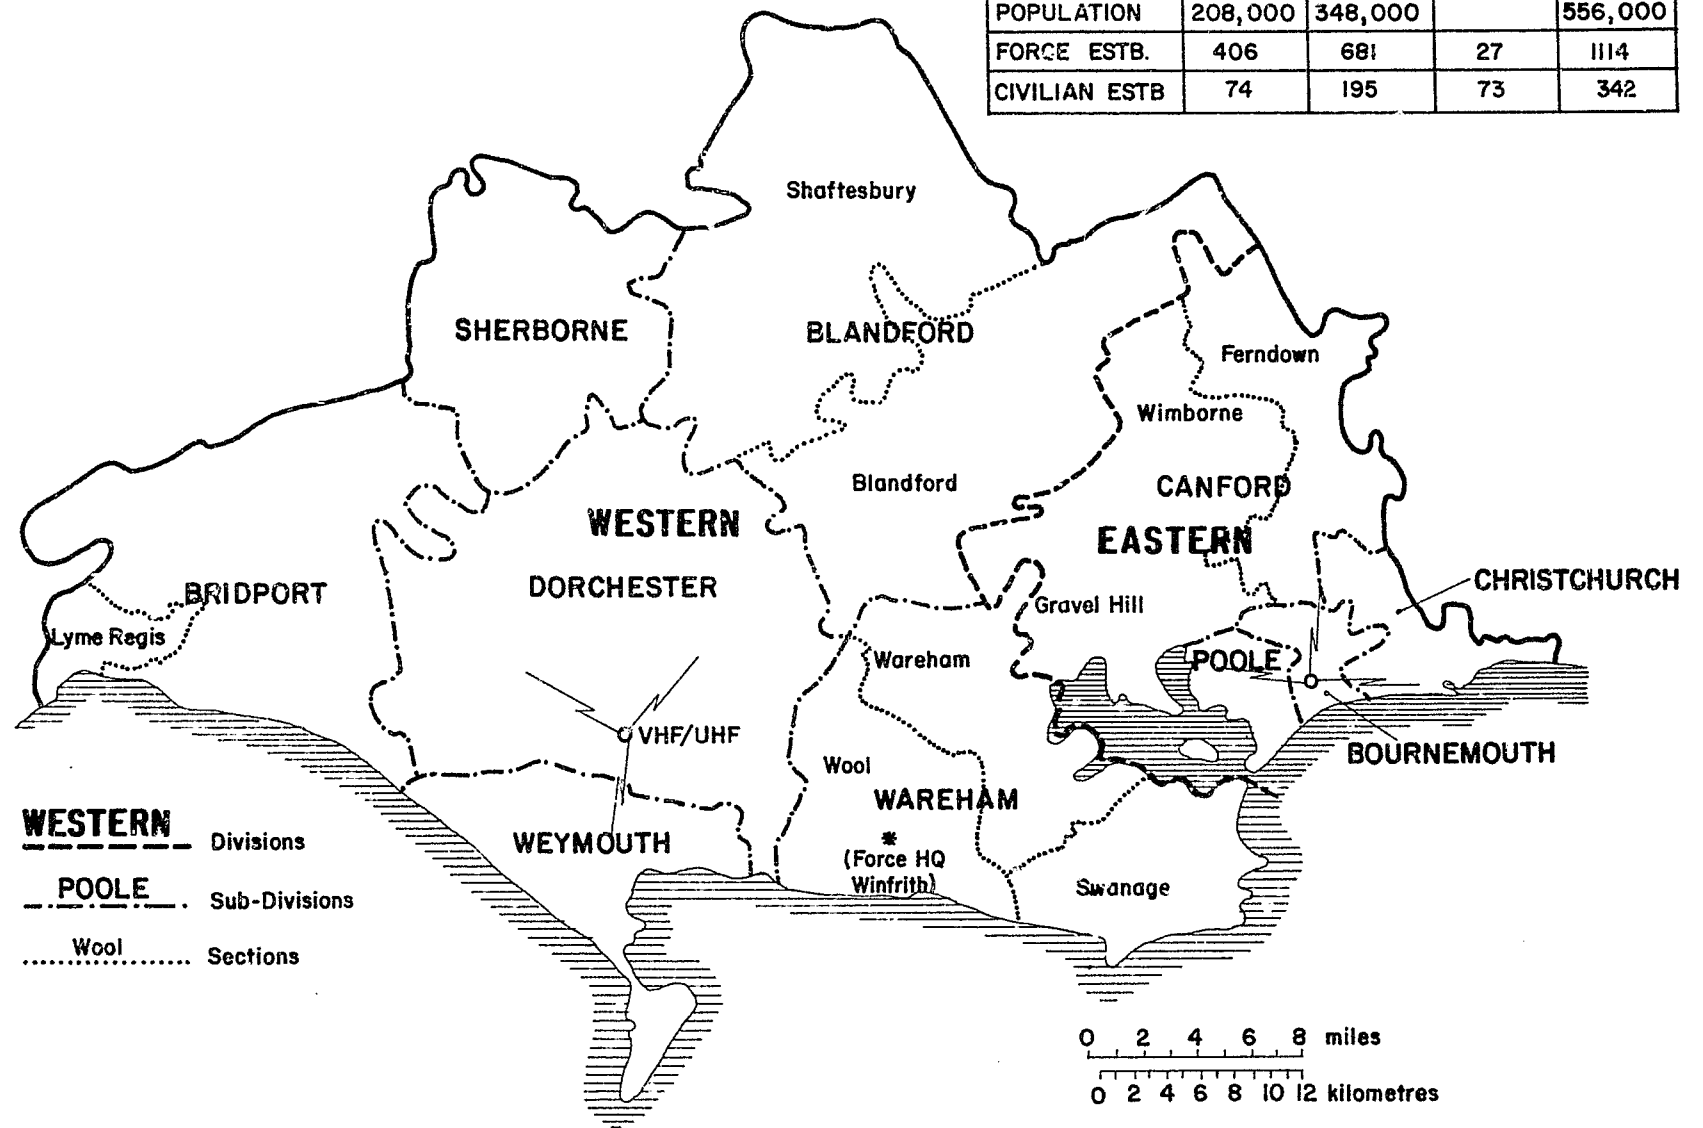 POPULATION 208,000 348,000 556,000
FORCE ESTB. 406 681 27 1114
CIVILIAN ESTB 74 195 73 342
Shaftesbury
SHERBORNE
BLANDFORD
Ferndown
Wimborne
Blandford
CANFORD
WESTERN
EASTERN
BRIDPORT
DORCHESTER
CHRISTCHURCH
Gravel Hill
Lyme Regis
Wareham
POOLE
VHF/UHF
BOURNEMOUTH
Wool
WAREHAM
WEYMOUTH
*
(Force HQ
Winfrith)
Swanage
WESTERN Divisions
POOLE Sub-Divisions
Wool Sections
0 2 4 6 8 miles
0 2 4 6 8 10 12 kilometres